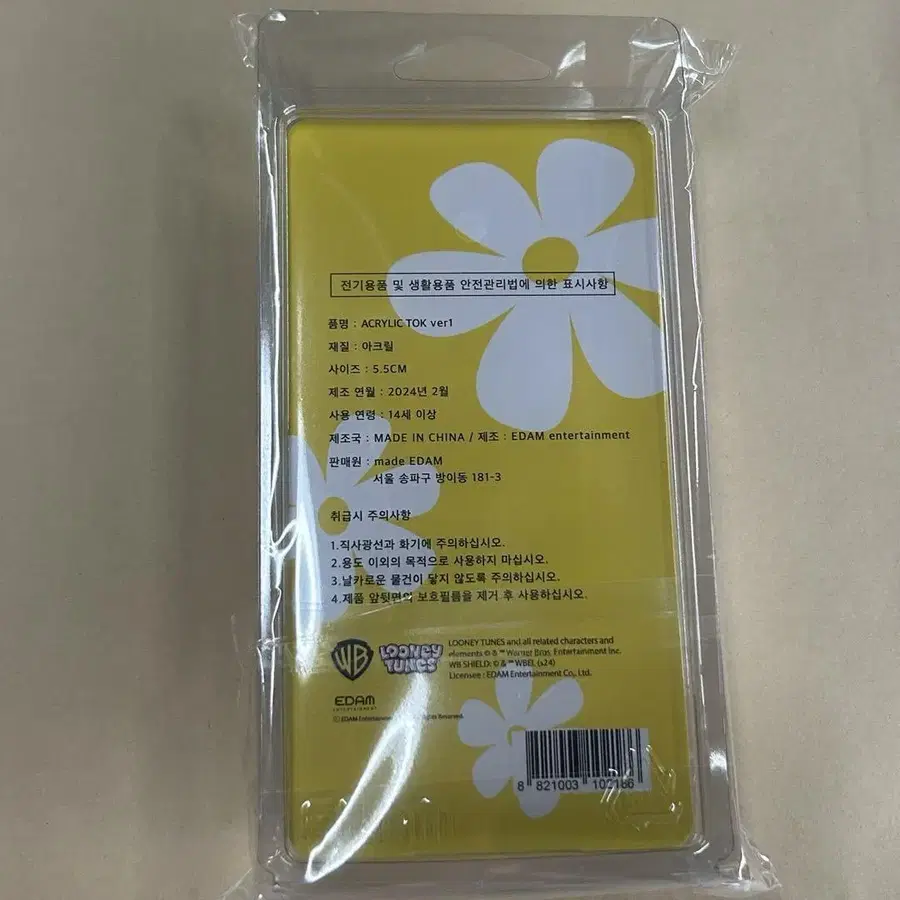 전기용품 및 생활용품 안전관리법에 의한 표시사항
품명 : ACRYLIC TOK ver1
재질 : 아크릴
사이즈 : 5.5CM
제조 연월 : 2024년 2월
사용 연령 : 14세 이상
제조국 : MADE IN CHINA / 제조 : EDAM entertainment
판매원 : made EDAM
서울 송파구 방이동 181-3
취급시 주의사항
1.직사광선과 화기에 주의하십시오.
2.용도 이외의 목적으로 사용하지 마십시오.
3.날카로운 물건이 닿지 않도록 주의하십시오.
4.제품 앞뒷면의 보호필름을 제거 후 사용하십시오.
WB
LOONEY TUNES
LOONEY TUNES and all related characters and
elements © & ™ Warner Bros. Entertainment Inc.
WB SHIELD: © & ™ WBEI. (s24)
Licensee : EDAM Entertainment Co,. Ltd.
EDAM
ENTERTAINMENT
ⓒ EDAM Rights Reserved.
8 821003 102186